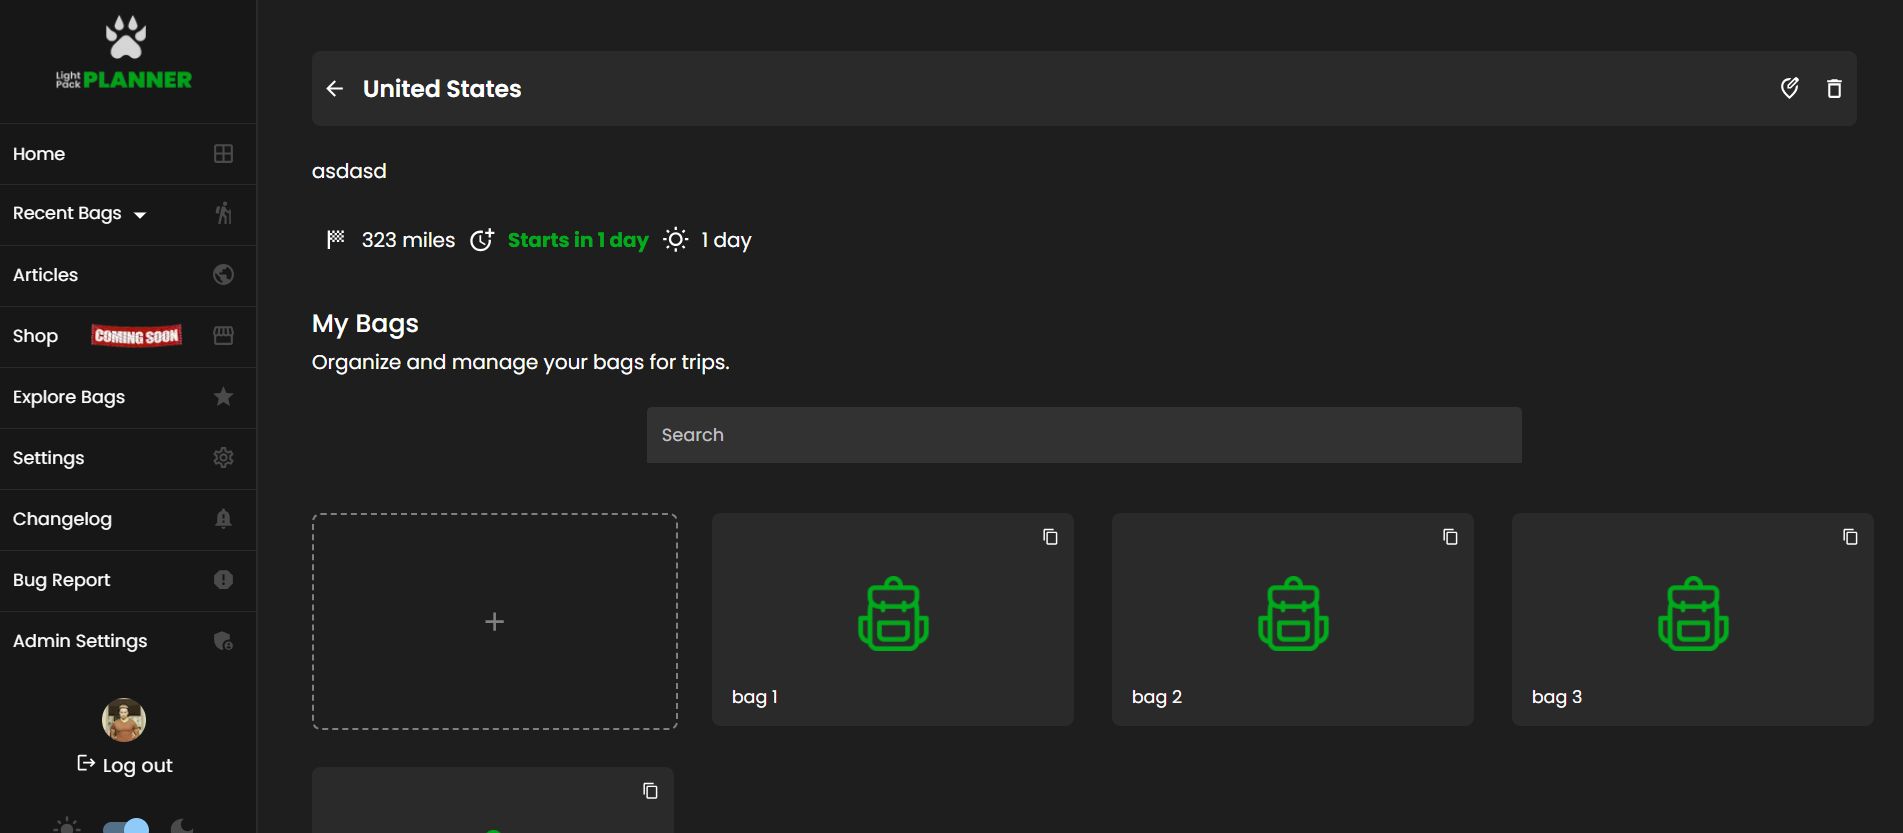 Light
Pack PLANNER
Home
Recent Bags
Articles
Shop COMING SOON
Explore Bags
Settings
Changelog
Bug Report
Admin Settings
Log out
United States
asdasd
323 miles Starts in 1 day 1 day
My Bags
Organize and manage your bags for trips.
Search
+
bag 1
bag 2
bag 3